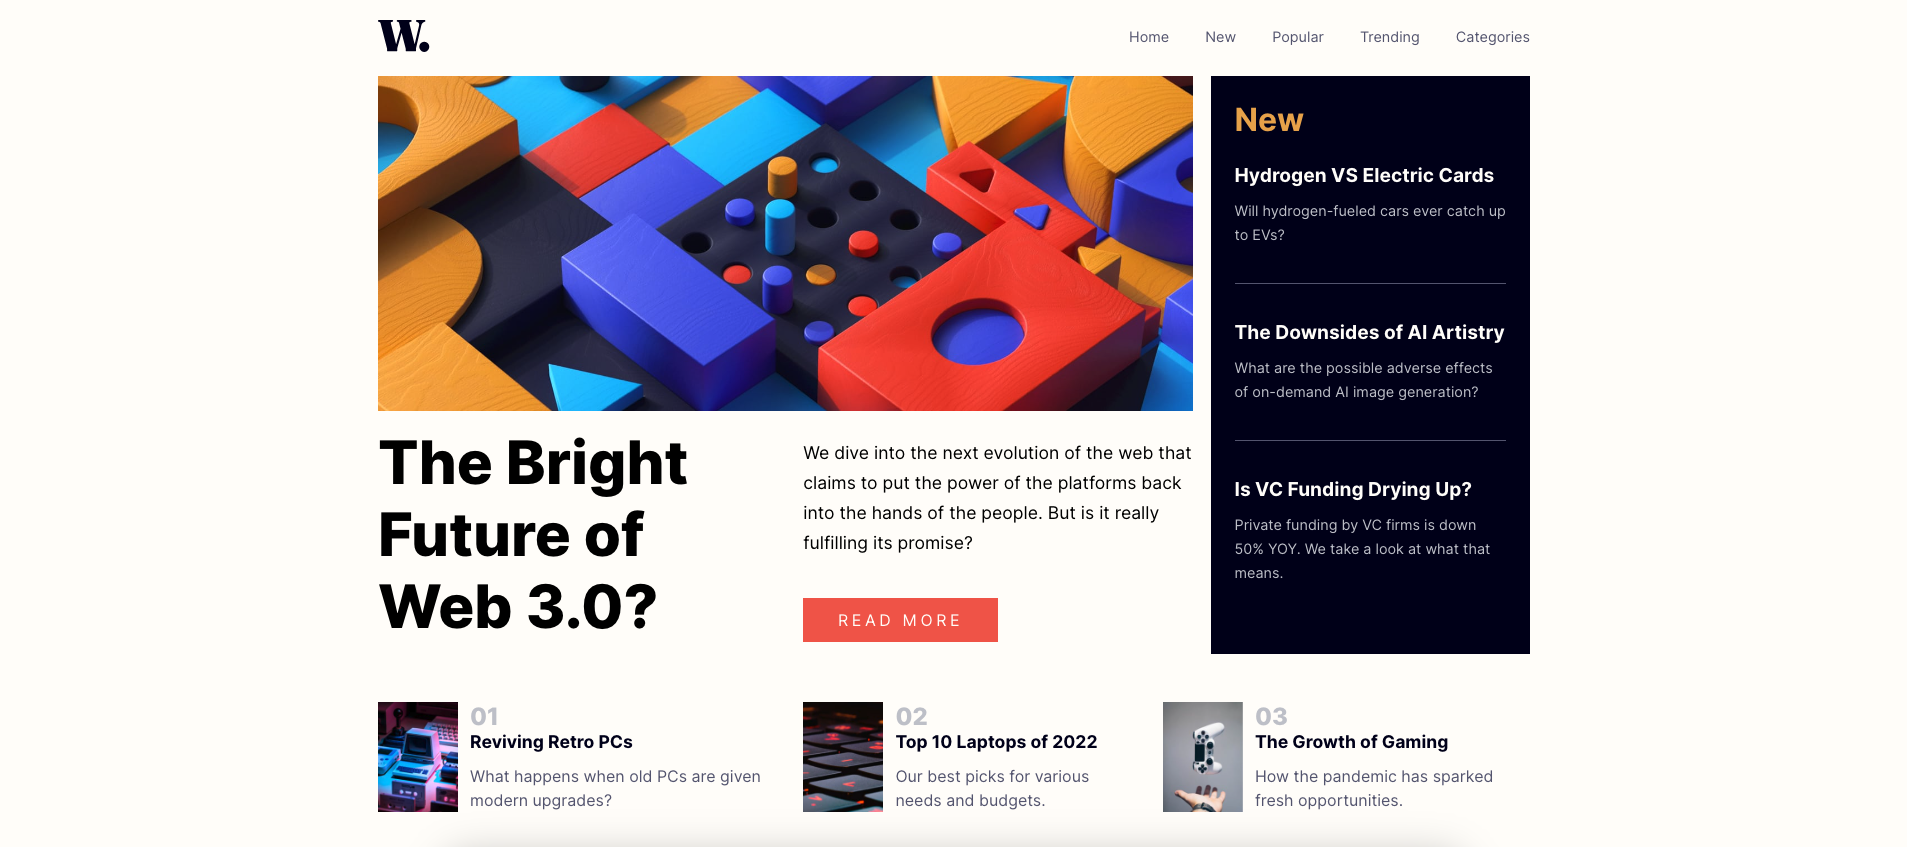 W.
Home
New
Popular
Trending
Categories
New
Hydrogen VS Electric Cards
Will hydrogen-fueled cars ever catch up
to EVs?
The Downsides of AI Artistry
What are the possible adverse effects
of on-demand AI image generation?
Is VC Funding Drying Up?
Private funding by VC firms is down
50% YOY. We take a look at what that
means.
The Bright
Future of
Web 3.0?
We dive into the next evolution of the web that
claims to put the power of the platforms back
into the hands of the people. But is it really
fulfilling its promise?
READ MORE
01
Reviving Retro PCs
What happens when old PCs are given
modern upgrades?
02
Top 10 Laptops of 2022
Our best picks for various
needs and budgets.
03
The Growth of Gaming
How the pandemic has sparked
fresh opportunities.